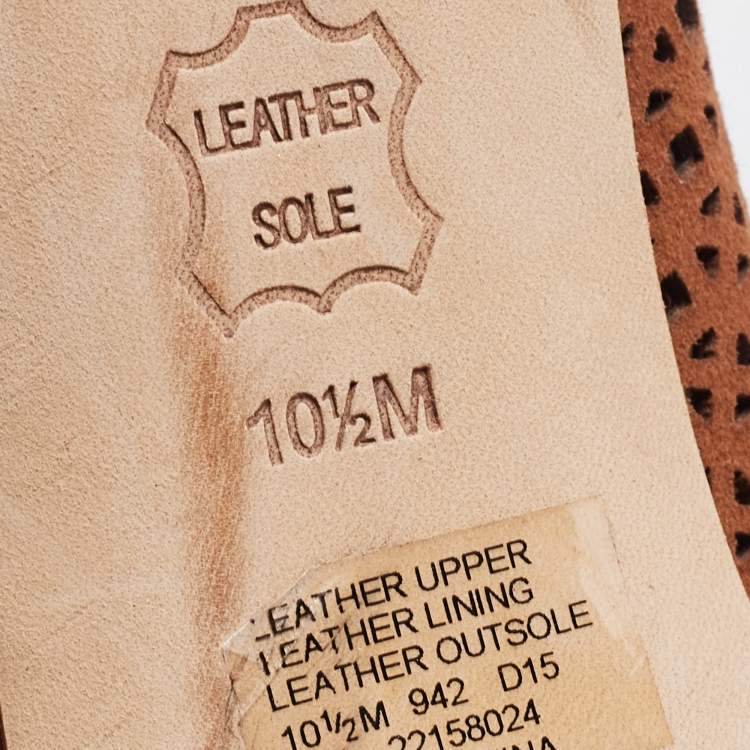 LEATHER
SOLE
10½M
LEATHER UPPER
LEATHER LINING
LEATHER OUTSOLE
10½M 942 D15
22158024